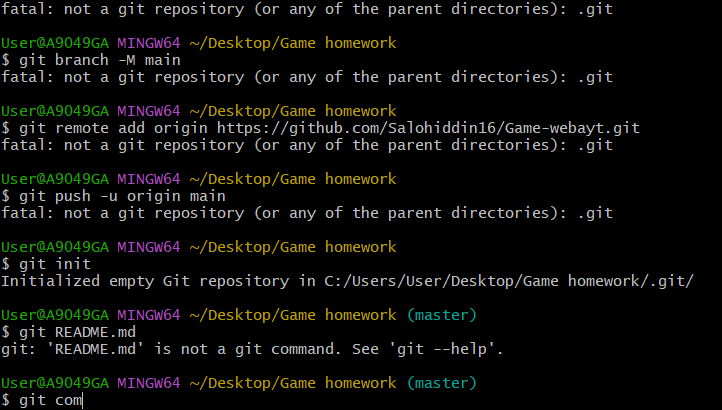 fatal: not a git repository (or any of the parent directories): .git
User@A9049GA MINGW64 ~/Desktop/Game homework
$ git branch -M main
fatal: not a git repository (or any of the parent directories): .git
User@A9049GA MINGW64 ~/Desktop/Game homework
$ git remote add origin https://github.com/Salohiddin16/Game-webayt.git
fatal: not a git repository (or any of the parent directories): .git
User@A9049GA MINGW64 ~/Desktop/Game homework
$ git push -u origin main
fatal: not a git repository (or any of the parent directories): .git
User@A9049GA MINGW64 ~/Desktop/Game homework
$ git init
Initialized empty Git repository in C:/Users/User/Desktop/Game homework/.git/
User@A9049GA MINGW64 ~/Desktop/Game homework (master)
$ git README.md
git: 'README.md' is not a git command. See 'git --help'.
User@A9049GA MINGW64 ~/Desktop/Game homework (master)
$ git com